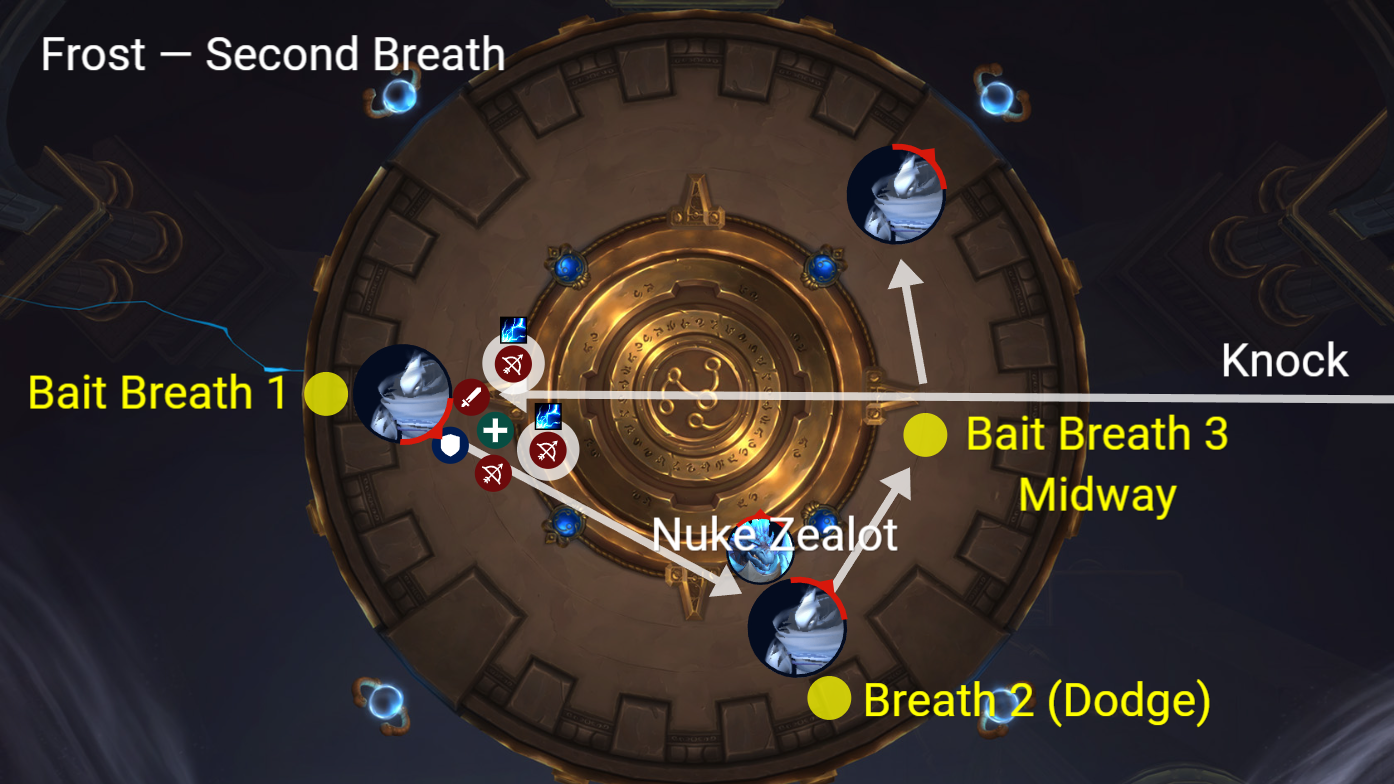 Frost — Second Breath
Knock
Bait Breath 1
Bait Breath 3
Midway
Nuke Zealot
Breath 2 (Dodge)